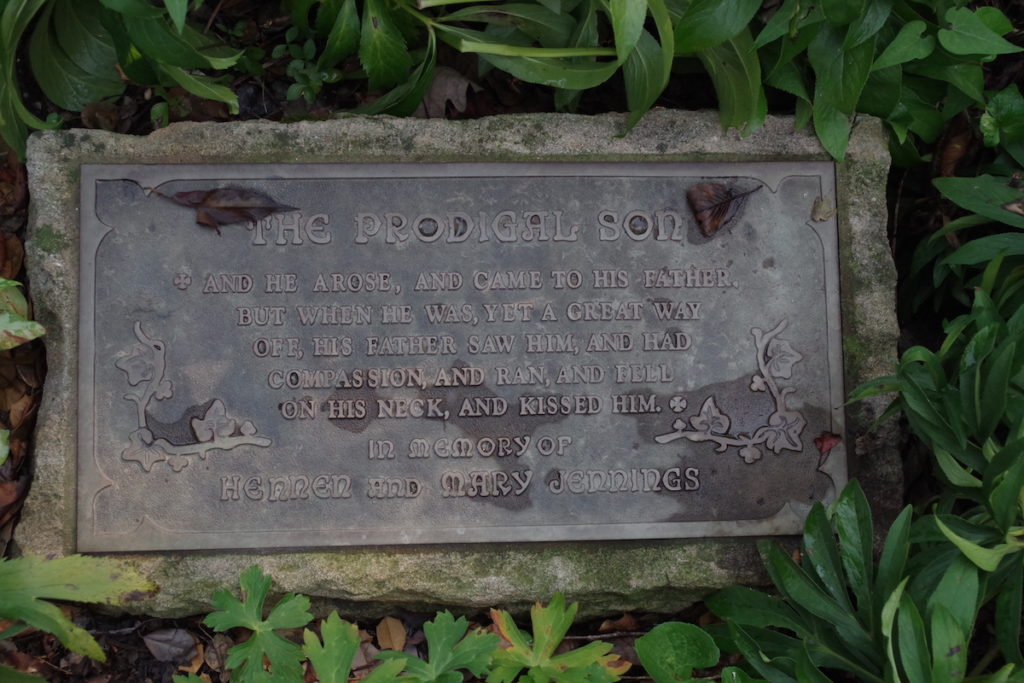 THE PRODIGAL SON
AND HE AROSE, AND CAME TO HIS FATHER.
BUT WHEN HE WAS, YET A GREAT WAY
OFF, HIS FATHER SAW HIM, AND HAD
COMPASSION, AND RAN, AND FELL
ON HIS NECK, AND KISSED HIM.
IN MEMORY OF
HENNEN AND MARY JENNINGS